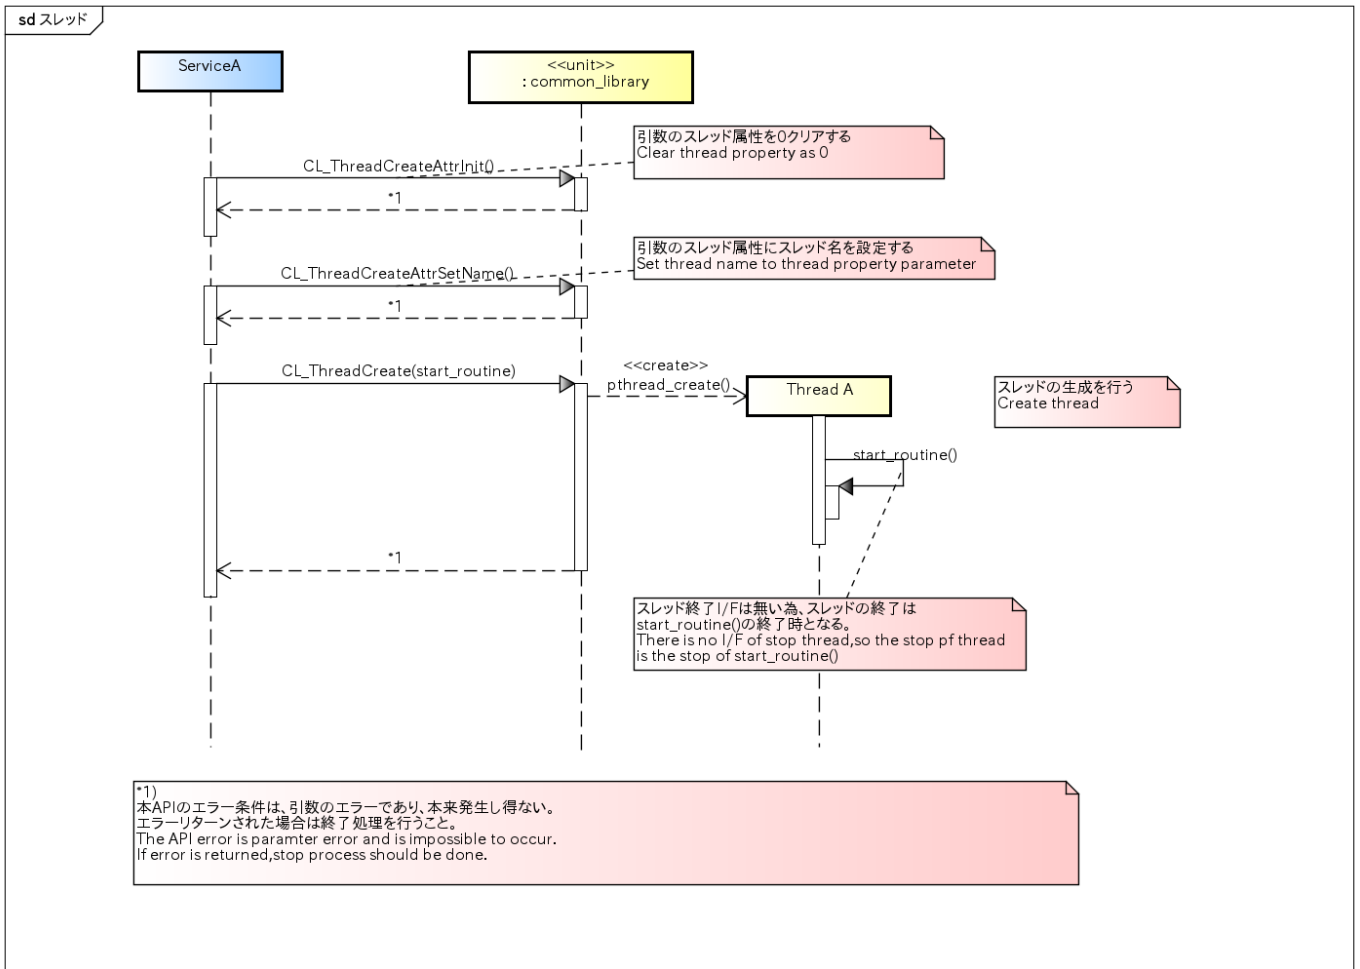 sd スレッド
ServiceA
<<unit>>
: common_library
引数のスレッド属性を0クリアする
Clear thread property as 0
CL_ThreadCreateAttrInit()
*1
引数のスレッド属性にスレッド名を設定する
Set thread name to thread property parameter
CL_ThreadCreateAttrSetName()
*1
<<create>>
CL_ThreadCreate(start_routine)
pthread_create()
Thread A
スレッドの生成を行う
Create thread
start_routine()
*1
スレッド終了I/Fは無い為、スレッドの終了は
start_routine()の終了時となる。
There is no I/F of stop thread,so the stop pf thread
is the stop of start_routine()
*1)
本APIのエラー条件は、引数のエラーであり、本来発生し得ない。
エラーリターンされた場合は終了処理を行うこと。
The API error is paramter error and is impossible to occur.
If error is returned,stop process should be done.